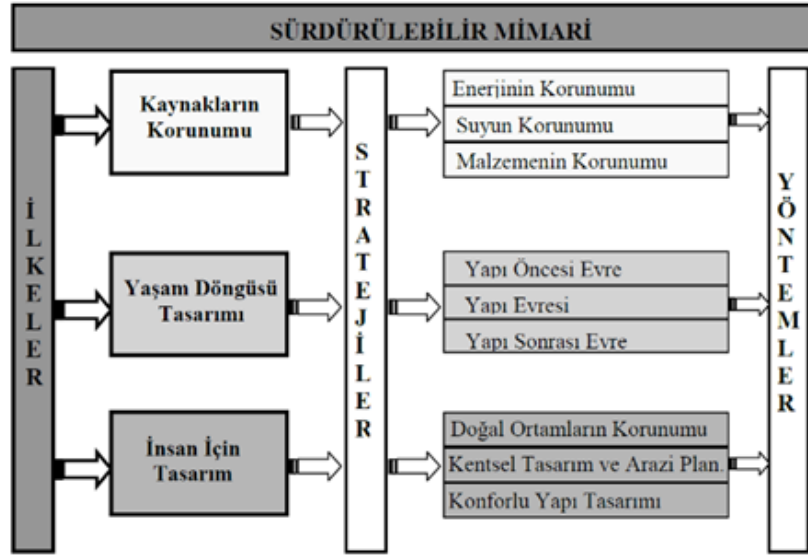 SÜRDÜRÜLEBİLİR MİMARİ
İLKELER
Kaynakların
Korunumu
STRATEJİLER
Enerjinin Korunumu
Suyun Korunumu
Malzemenin Korunumu
YÖNTEMLER
Yaşam Döngüsü
Tasarımı
Yapı Öncesi Evre
Yapı Evresi
Yapı Sonrası Evre
İnsan İçin
Tasarım
Doğal Ortamların Korunumu
Kentsel Tasarım ve Arazi Plan.
Konforlu Yapı Tasarımı